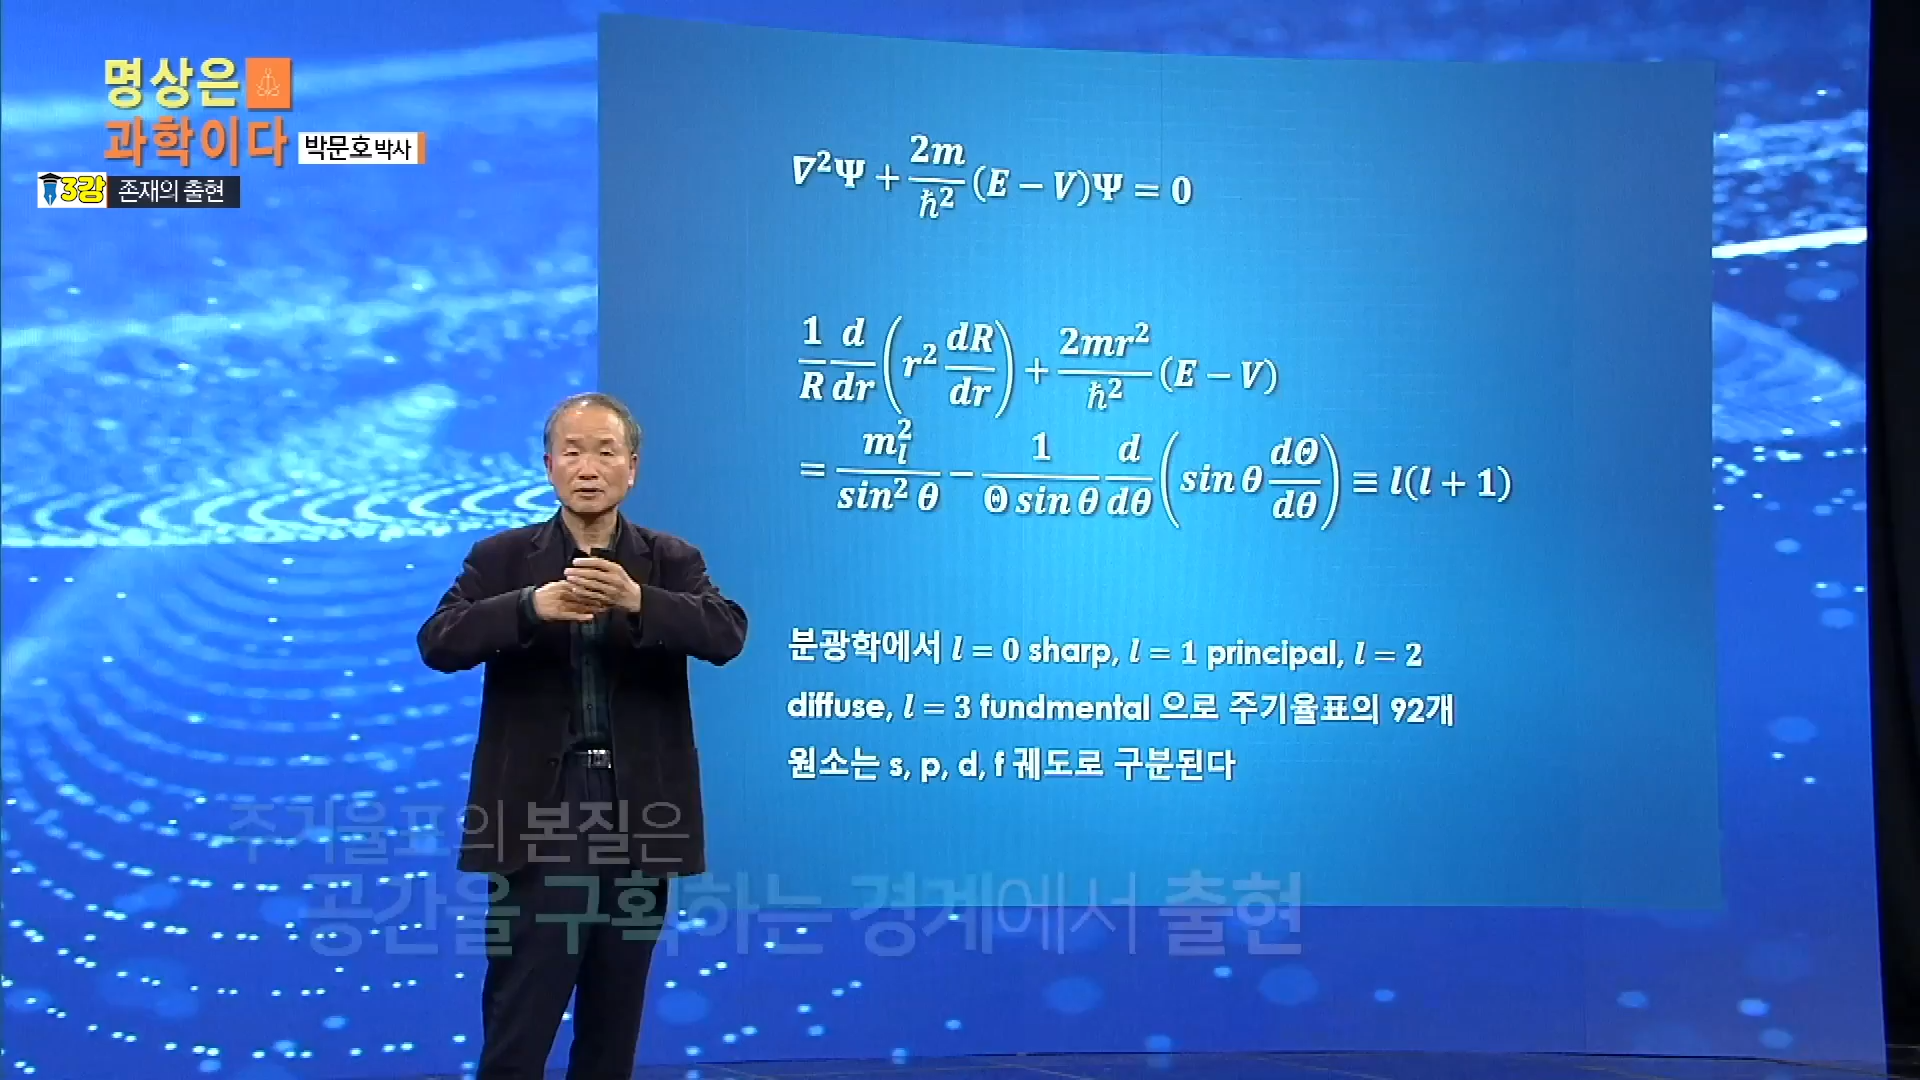 명상은
과학이다 박문호 박사
3강 존재의 출현
∇²Ψ + 2m/ħ² (E − V)Ψ = 0
1/R d/dr (r² dR/dr) + 2mr²/ħ² (E − V)
= m_l²/sin² θ − 1/(Θ sin θ) d/dθ (sin θ dΘ/dθ) ≡ l(l + 1)
분광학에서 l = 0 sharp, l = 1 principal, l = 2
diffuse, l = 3 fundmental 으로 주기율표의 92개
원소는 s, p, d, f 궤도로 구분된다
주기율표의 본질은
공간을 구획하는 경계에서 출현